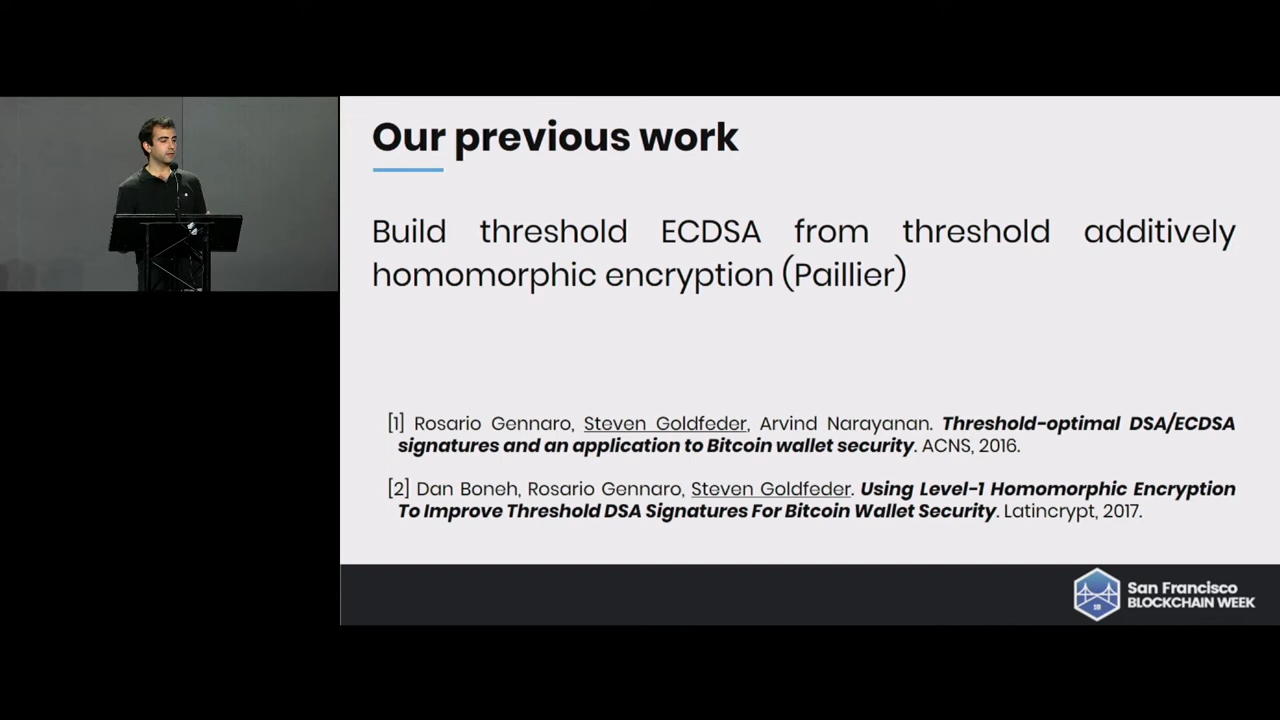 Our previous work
Build threshold ECDSA from threshold additively
homomorphic encryption (Paillier)
[1] Rosario Gennaro, Steven Goldfeder, Arvind Narayanan. Threshold-optimal DSA/ECDSA
signatures and an application to Bitcoin wallet security. ACNS, 2016.
[2] Dan Boneh, Rosario Gennaro, Steven Goldfeder. Using Level-1 Homomorphic Encryption
To Improve Threshold DSA Signatures For Bitcoin Wallet Security. Latincrypt, 2017.
San Francisco
BLOCKCHAIN WEEK